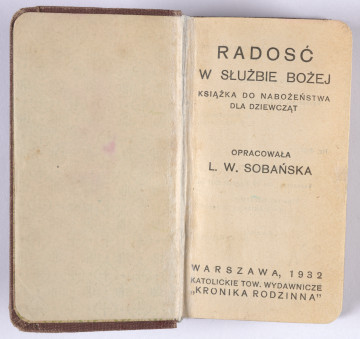 RADOSĆ
W SŁUŻBIE BOŻEJ
KSIĄŻKA DO NABOŻEŃSTWA
DLA DZIEWCZĄT
OPRACOWAŁA
L. W. SOBAŃSKA
WARSZAWA, 1932
KATOLICKIE TOW. WYDAWNICZE
„KRONIKA RODZINNA"